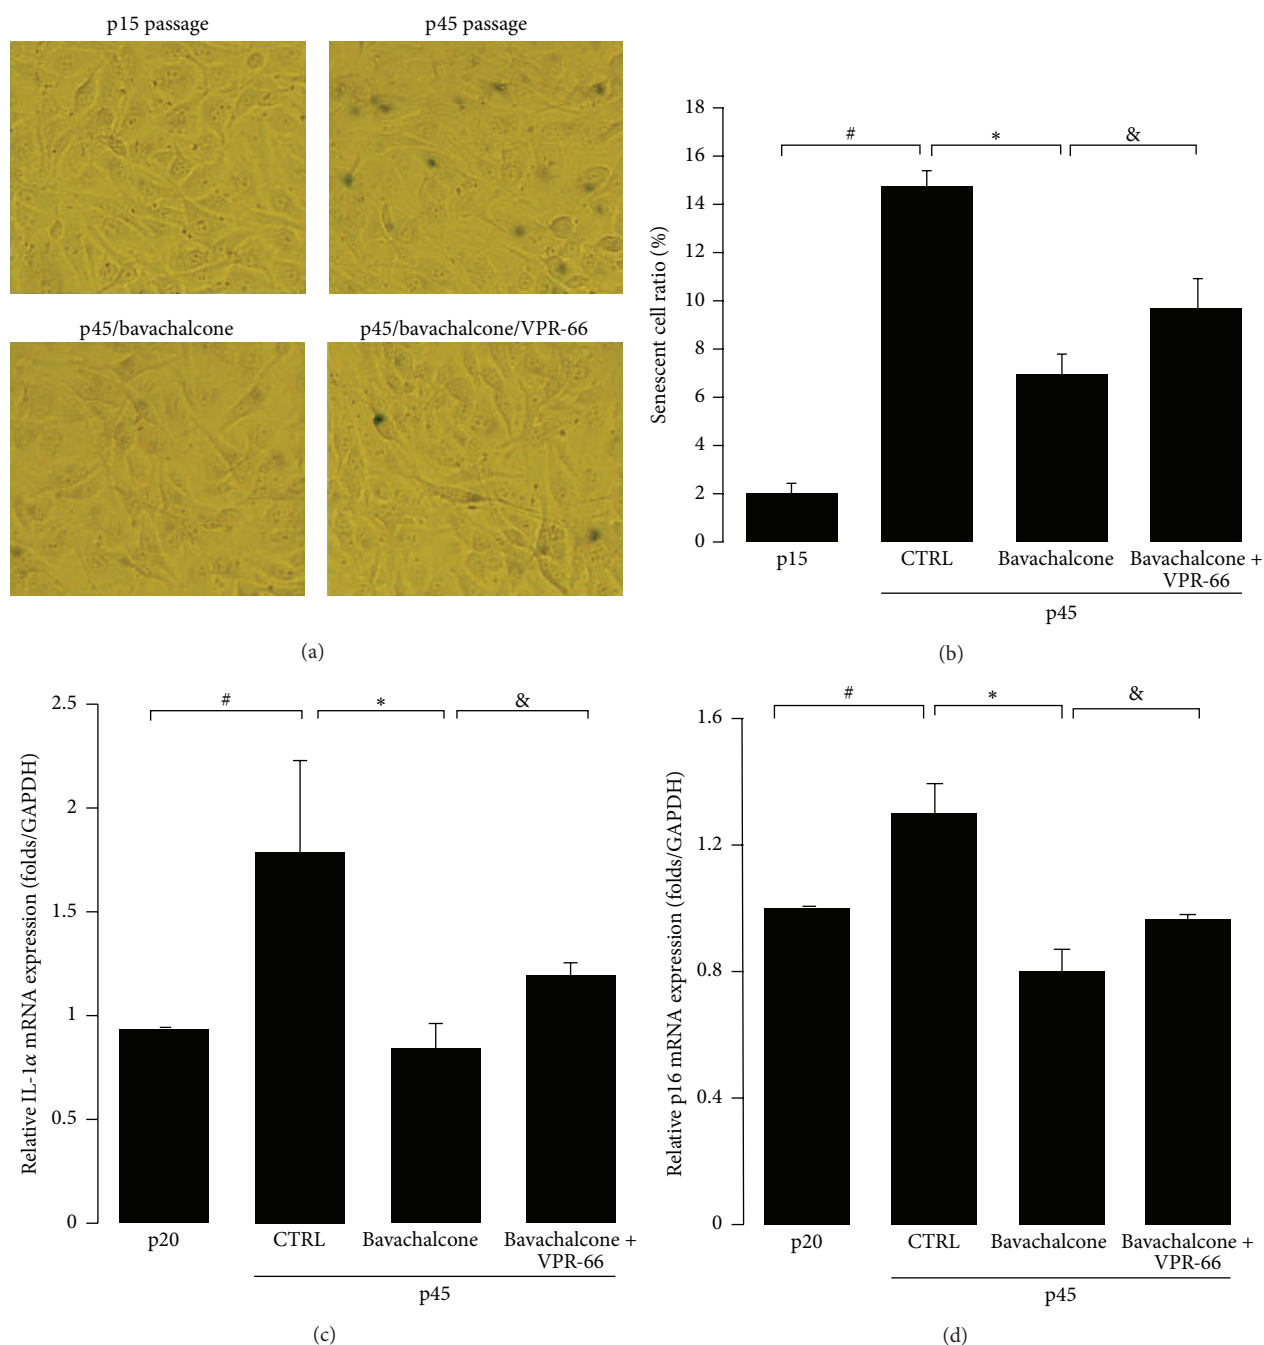 p15 passage
p45 passage
p45/bavachalcone
p45/bavachalcone/VPR-66
(a)
Senescent cell ratio (%)
18
16
14
12
10
8
6
4
2
0
#
*
&
p15
CTRL
Bavachalcone
Bavachalcone +
VPR-66
p45
(b)
Relative IL-1α mRNA expression (folds/GAPDH)
2.5
2
1.5
1
0.5
0
#
*
&
p20
CTRL
Bavachalcone
Bavachalcone +
VPR-66
p45
(c)
Relative p16 mRNA expression (folds/GAPDH)
1.6
1.2
0.8
0.4
0
#
*
&
p20
CTRL
Bavachalcone
Bavachalcone +
VPR-66
p45
(d)